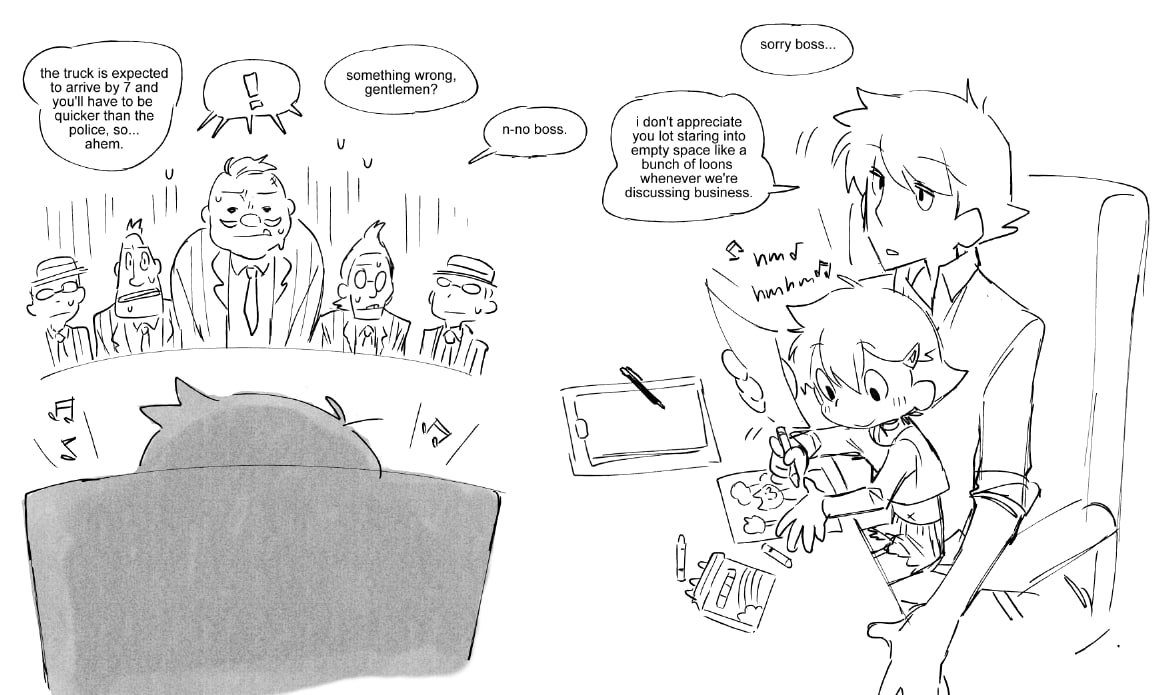 the truck is expected
to arrive by 7 and
you'll have to be
quicker than the
police, so...
ahem.
!
something wrong,
gentlemen?
n-no boss.
sorry boss...
i don't appreciate
you lot staring into
empty space like a
bunch of loons
whenever we're
discussing business.
hm
hmhm